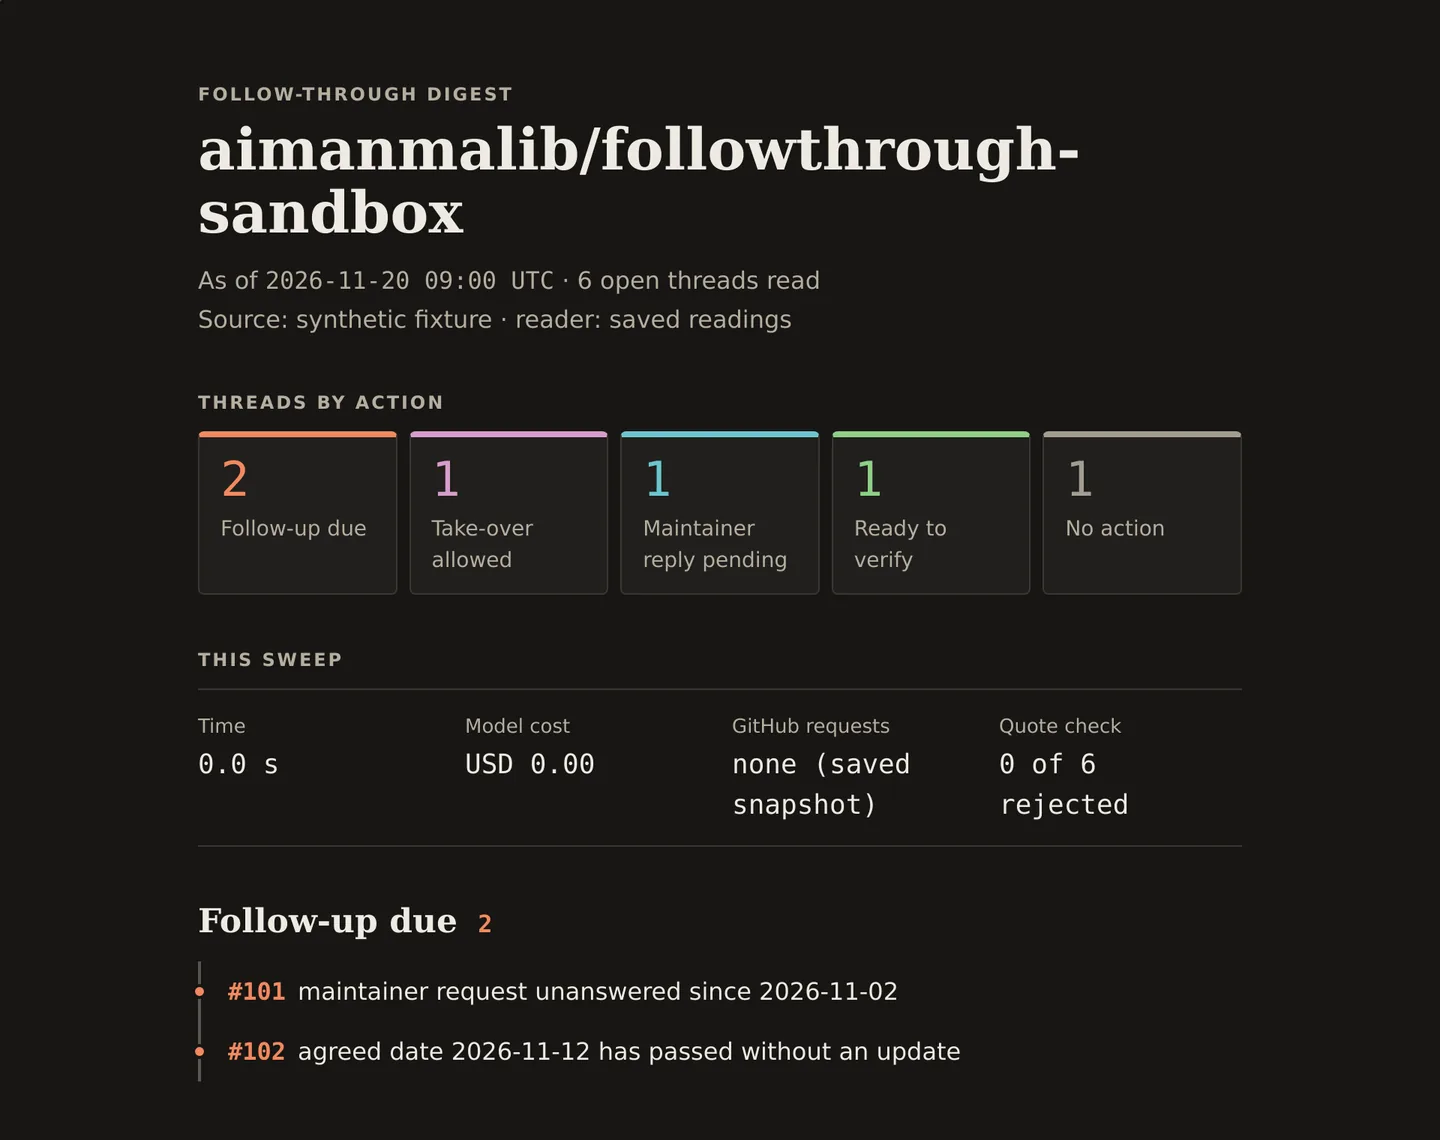 FOLLOW-THROUGH DIGEST
aimanmalib/followthrough-
sandbox
As of 2026-11-20 09:00 UTC · 6 open threads read
Source: synthetic fixture · reader: saved readings
THREADS BY ACTION
2
Follow-up due
1
Take-over
allowed
1
Maintainer
reply pending
1
Ready to
verify
1
No action
THIS SWEEP
Time
0.0 s
Model cost
USD 0.00
GitHub requests
none (saved
snapshot)
Quote check
0 of 6
rejected
Follow-up due 2
#101 maintainer request unanswered since 2026-11-02
#102 agreed date 2026-11-12 has passed without an update